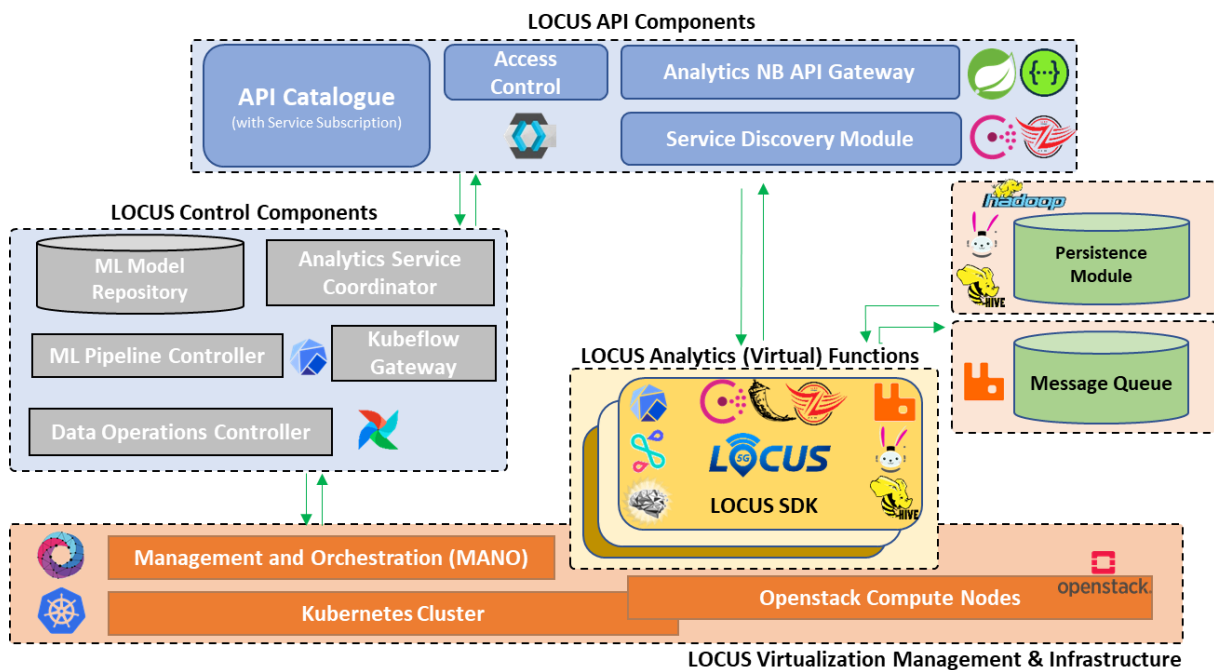 LOCUS API Components
API Catalogue
(with Service Subscription)
Access
Control
Analytics NB API Gateway
{···}
Service Discovery Module
LOCUS Control Components
ML Model
Repository
Analytics Service
Coordinator
ML Pipeline Controller
Kubeflow
Gateway
Data Operations Controller
hadoop
Persistence
Module
HIVE
Message Queue
LOCUS Analytics (Virtual) Functions
LOCUS
5G
LOCUS SDK
HIVE
Management and Orchestration (MANO)
Kubernetes Cluster
openstack.
Openstack Compute Nodes
LOCUS Virtualization Management & Infrastructure